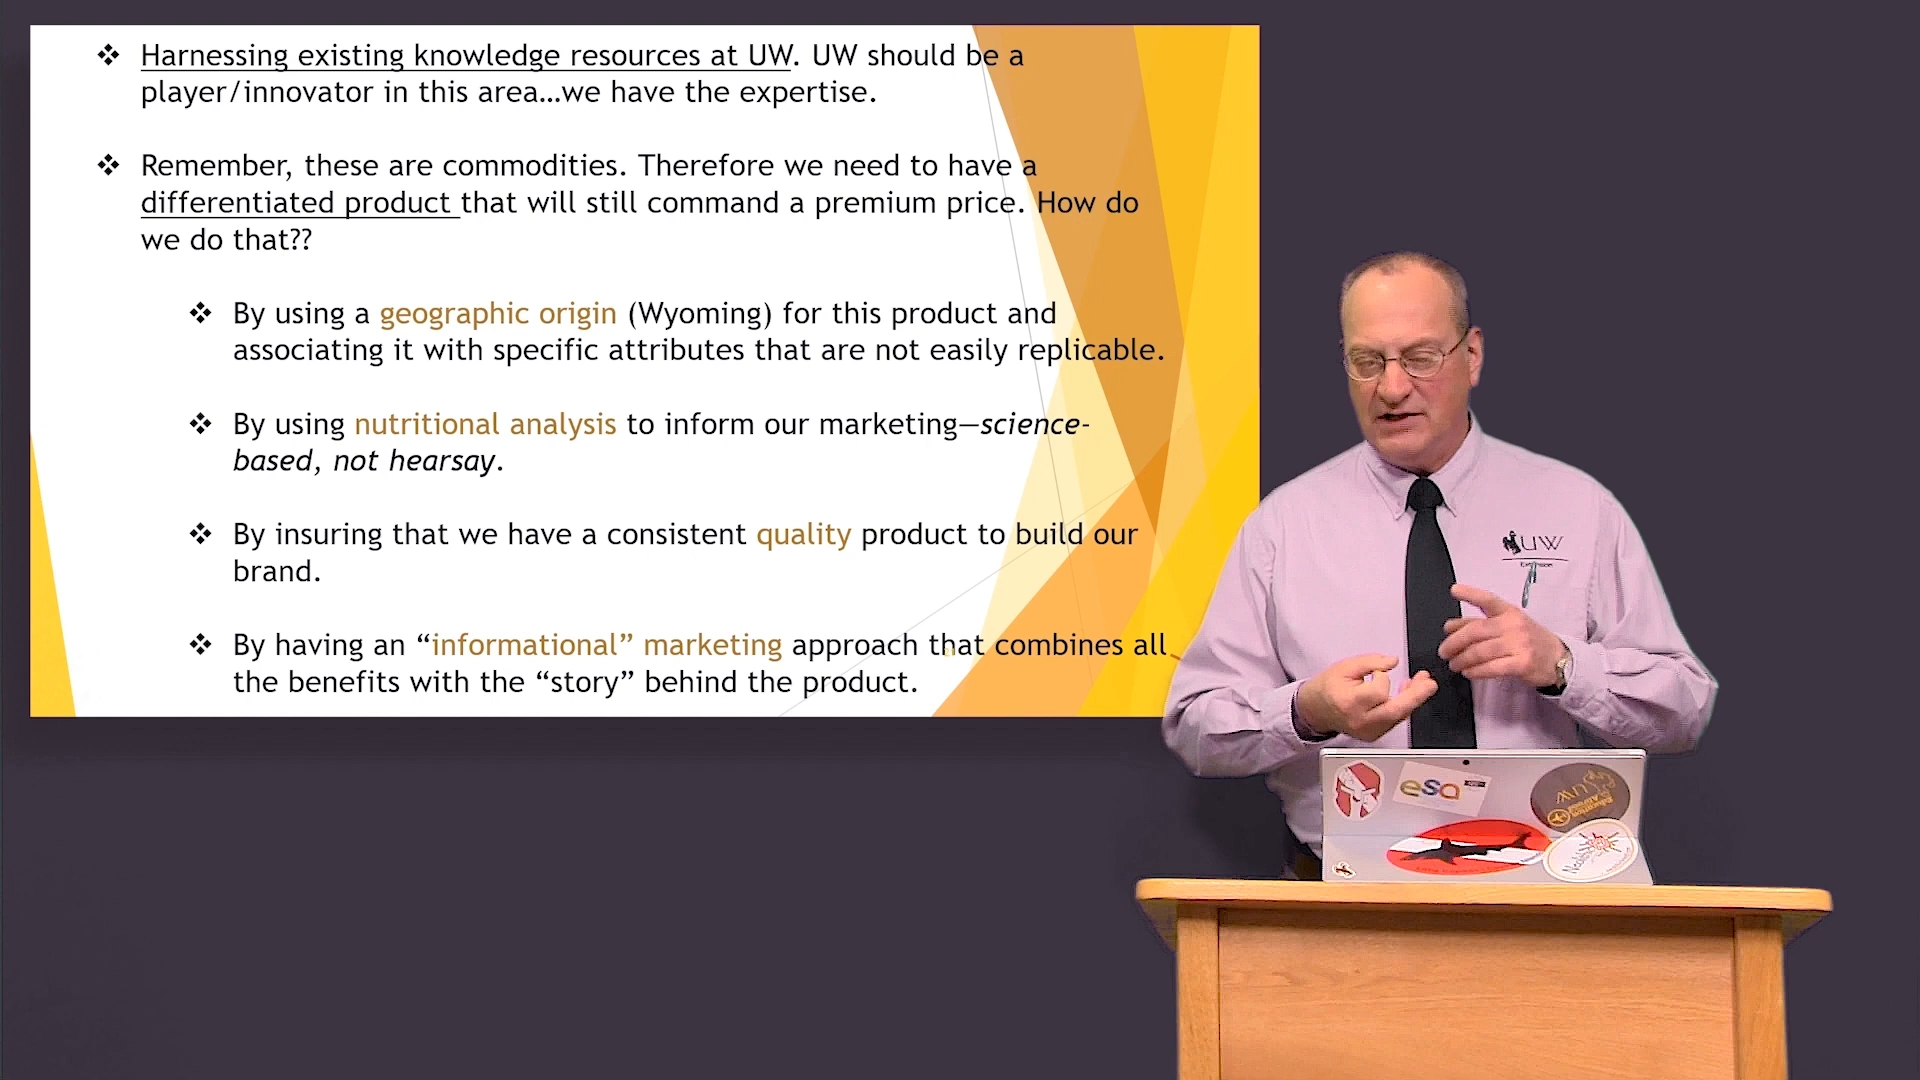 ❖ Harnessing existing knowledge resources at UW. UW should be a
player/innovator in this area…we have the expertise.
❖ Remember, these are commodities. Therefore we need to have a
differentiated product that will still command a premium price. How do
we do that??
❖ By using a geographic origin (Wyoming) for this product and
associating it with specific attributes that are not easily replicable.
❖ By using nutritional analysis to inform our marketing—science-
based, not hearsay.
❖ By insuring that we have a consistent quality product to build our
brand.
❖ By having an “informational” marketing approach that combines all
the benefits with the “story” behind the product.
UW
Extension
esa
UW